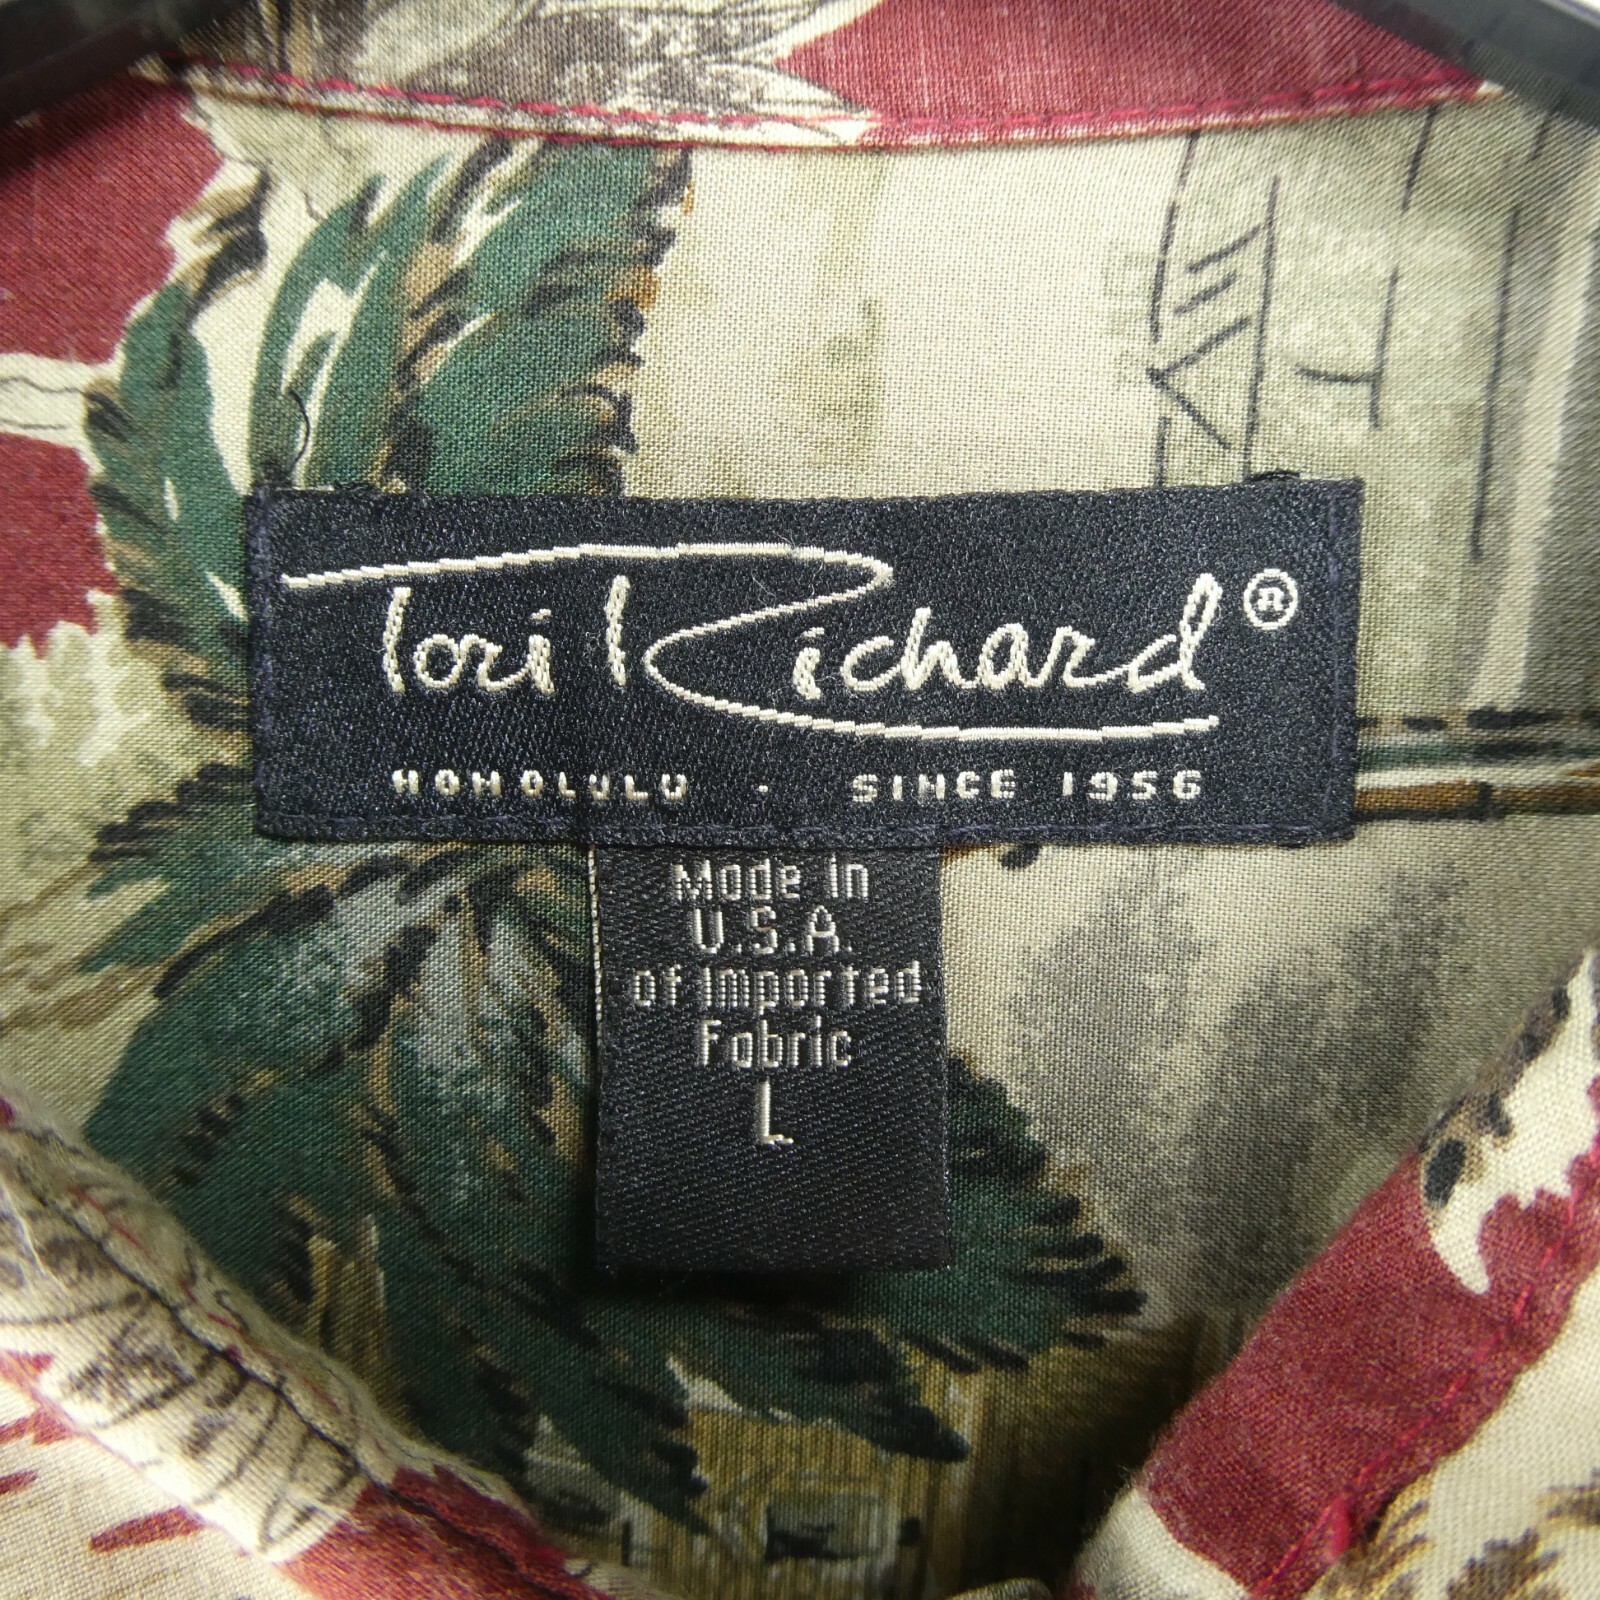 Tori Richard®
HONOLULU · SINCE 1956
Made in
U.S.A.
of Imported
Fabric
L